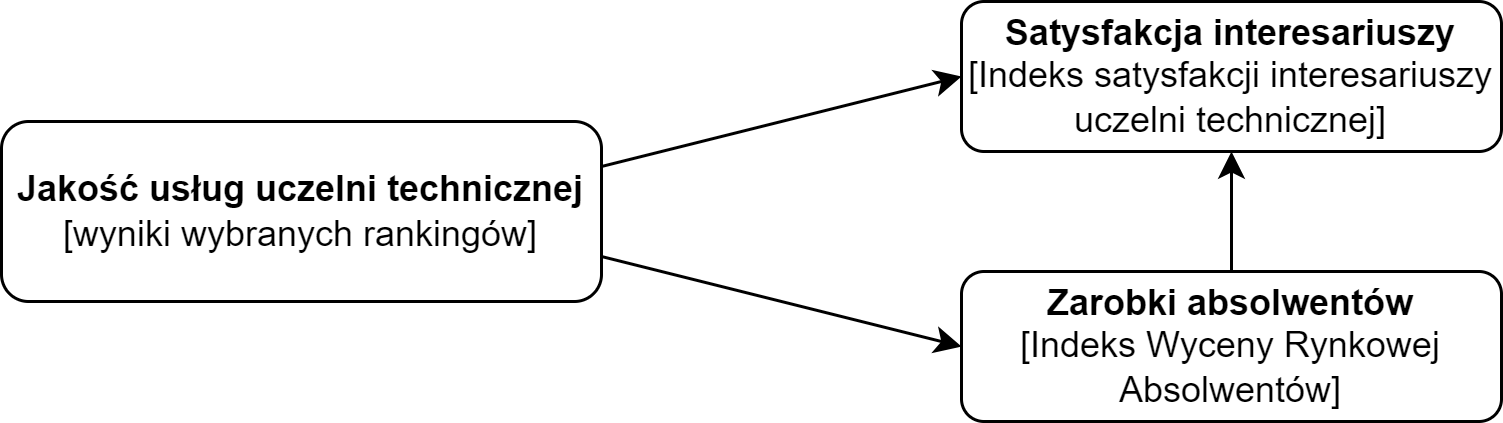 Satysfakcja interesariuszy
[Indeks satysfakcji interesariuszy
uczelni technicznej]
Jakość usług uczelni technicznej
[wyniki wybranych rankingów]
Zarobki absolwentów
[Indeks Wyceny Rynkowej
Absolwentów]